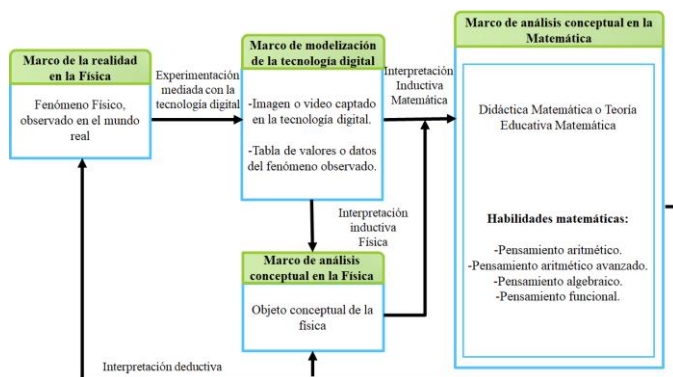 Marco de la realidad
en la Física
Fenómeno Físico,
observado en el mundo
real
Experimentación
mediada con la
tecnología digital
Marco de modelización
de la tecnología digital
-Imagen o video captado
en la tecnología digital.
-Tabla de valores o datos
del fenómeno observado.
Interpretación
Inductiva
Matemática
Marco de análisis conceptual en la
Matemática
Didáctica Matemática o Teoría
Educativa Matemática
Habilidades matemáticas:
-Pensamiento aritmético.
-Pensamiento aritmético avanzado.
-Pensamiento algebraico.
-Pensamiento funcional.
Interpretación
inductiva
Física
Marco de análisis
conceptual en la Física
Objeto conceptual de la
física
Interpretación deductiva